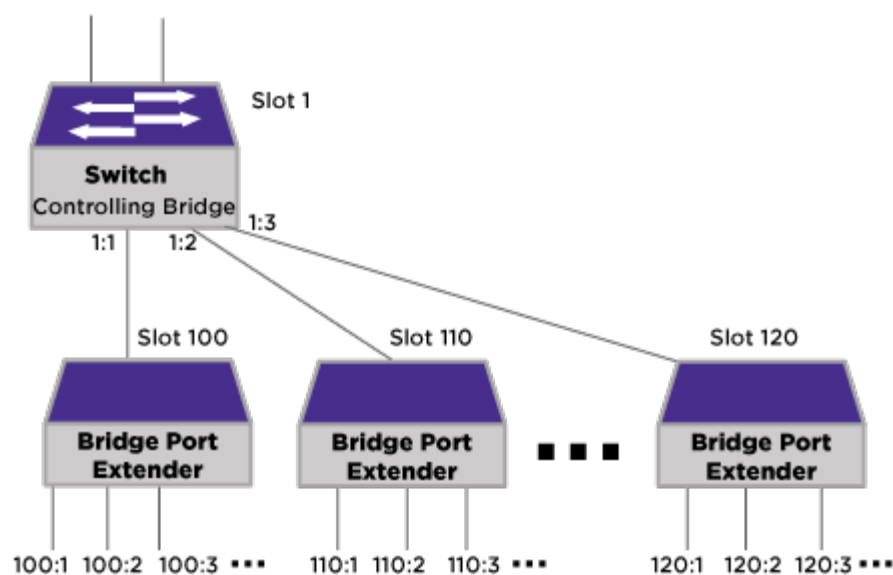 Slot 1
Switch
Controlling Bridge
1:1
1:2
1:3
Slot 100
Slot 110
Slot 120
Bridge Port
Extender
Bridge Port
Extender
Bridge Port
Extender
100:1 100:2 100:3 ...
110:1 110:2 110:3 ...
120:1 120:2 120:3 ...